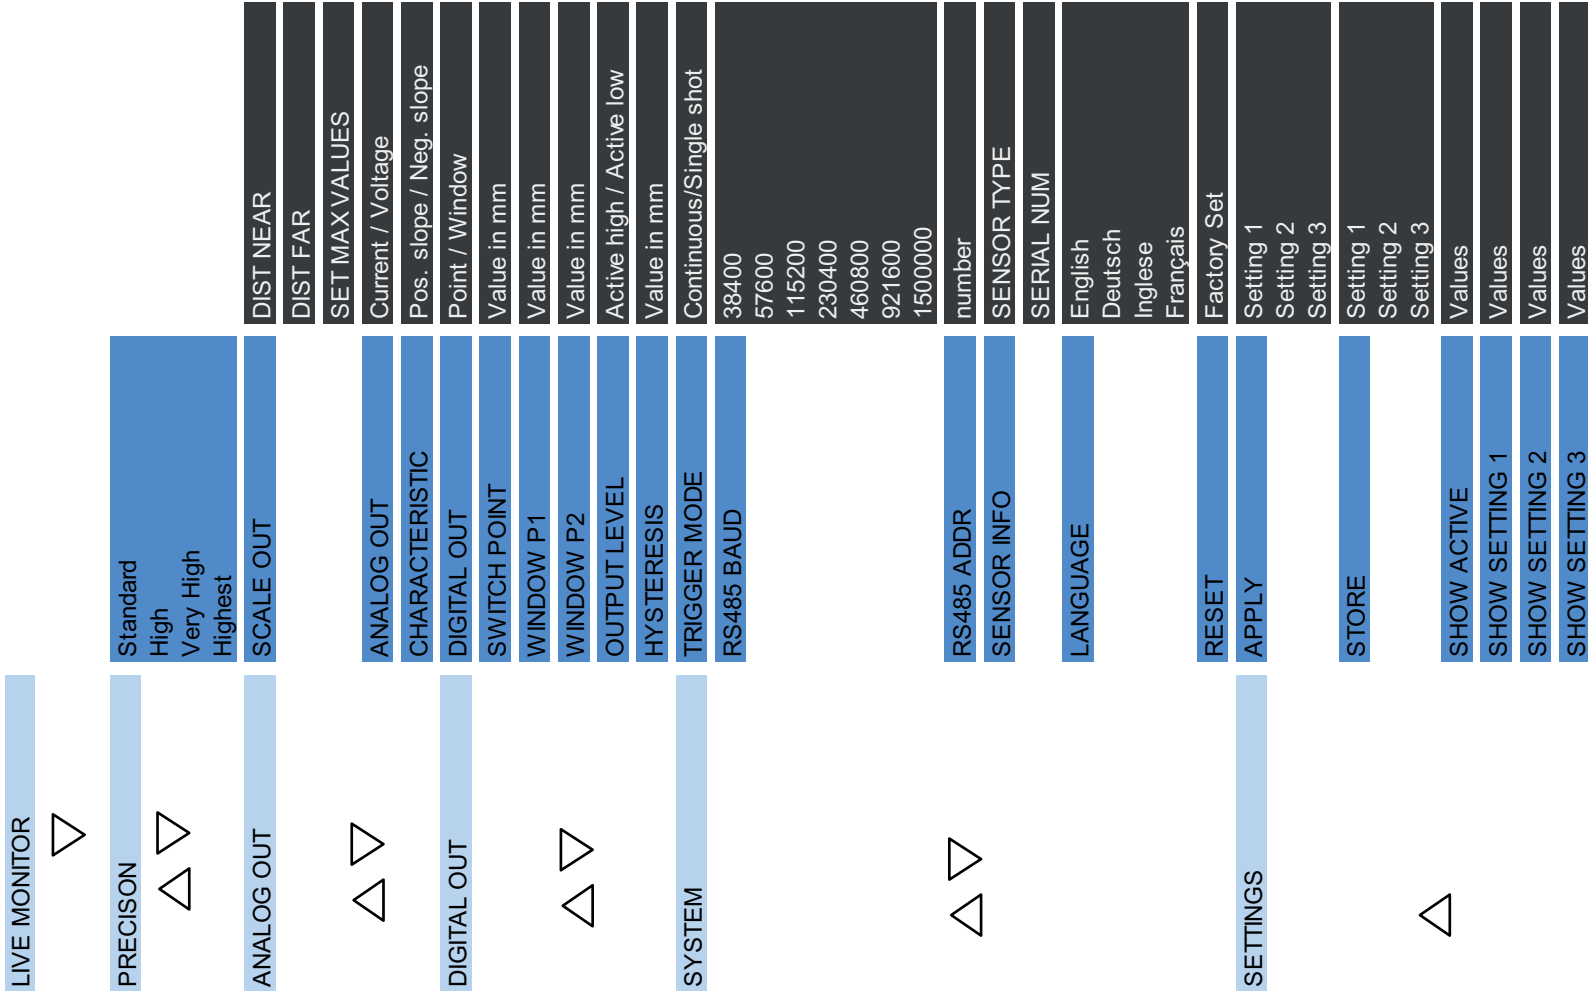 LIVE MONITOR
PRECISON
Standard
High
Very High
Highest
ANALOG OUT
SCALE OUT
DIST NEAR
DIST FAR
SET MAX VALUES
ANALOG OUT
Current / Voltage
CHARACTERISTIC
Pos. slope / Neg. slope
DIGITAL OUT
DIGITAL OUT
Point / Window
SWITCH POINT
Value in mm
WINDOW P1
Value in mm
WINDOW P2
Value in mm
OUTPUT LEVEL
Active high / Active low
HYSTERESIS
Value in mm
SYSTEM
TRIGGER MODE
Continuous/Single shot
RS485 BAUD
38400
57600
115200
230400
460800
921600
1500000
RS485 ADDR
number
SENSOR INFO
SENSOR TYPE
SERIAL NUM
LANGUAGE
English
Deutsch
Inglese
Français
RESET
Factory Set
SETTINGS
APPLY
Setting 1
Setting 2
Setting 3
STORE
Setting 1
Setting 2
Setting 3
SHOW ACTIVE
Values
SHOW SETTING 1
Values
SHOW SETTING 2
Values
SHOW SETTING 3
Values